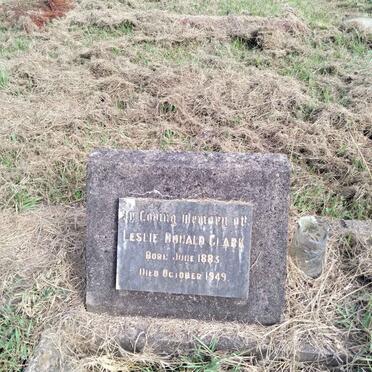 In Loving Memory of
LESLIE RONALD CLARK
BORN JUNE 1883
DIED OCTOBER 1949